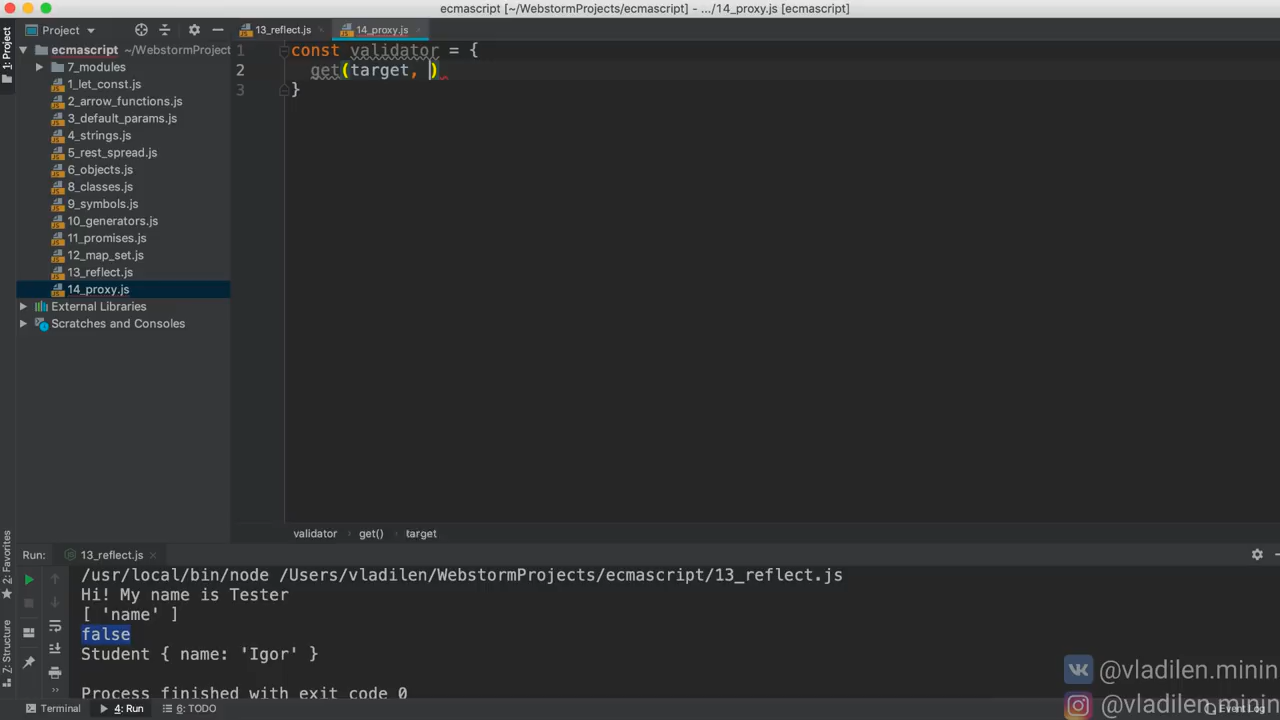 ecmascript [~/WebstormProjects/ecmascript] - .../14_proxy.js [ecmascript]
Project
13_reflect.js
14_proxy.js
1: Project
ecmascript ~/WebstormProjects/ecmascript
7_modules
1_let_const.js
2_arrow_functions.js
3_default_params.js
4_strings.js
5_rest_spread.js
6_objects.js
8_classes.js
9_symbols.js
10_generators.js
11_promises.js
12_map_set.js
13_reflect.js
14_proxy.js
External Libraries
Scratches and Consoles
1 const validator = {
2 get(target, )
3 }
validator get() target
2: Favorites
Z: Structure
Run: 13_reflect.js
/usr/local/bin/node /Users/vladilen/WebstormProjects/ecmascript/13_reflect.js
Hi! My name is Tester
[ 'name' ]
false
Student { name: 'Igor' }
Process finished with exit code 0
@vladilen.minin
@vladilen.minin
Terminal 4: Run 6: TODO
Event Log